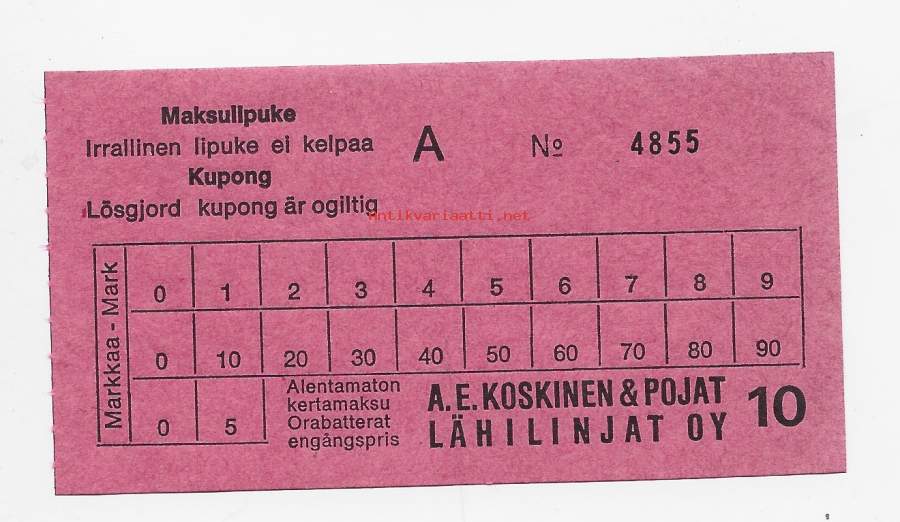 Maksulipuke
Irrallinen lipuke ei kelpaa
A
No 4855
Kupong
Lösgjord kupong är ogiltig
Antikvariaatti.net
Markkaa - Mark
0 1 2 3 4 5 6 7 8 9
0 10 20 30 40 50 60 70 80 90
0 5
Alentamaton
kertamaksu
Orabatterat
engångspris
A.E. KOSKINEN & POJAT
LÄHILINJAT OY
10